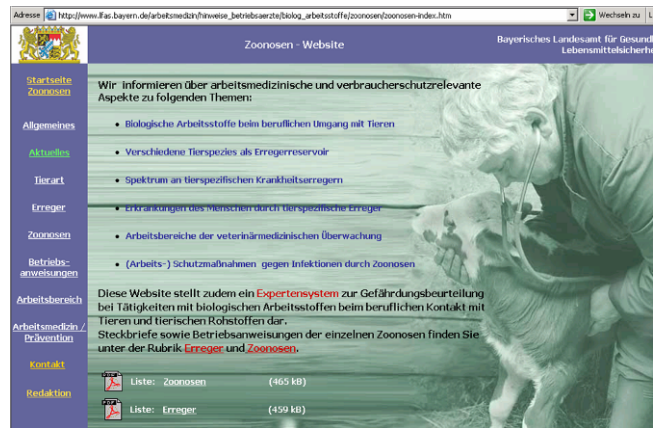 Adresse http://www.lfas.bayern.de/arbeitsmedizin/hinweise_betriebsaerzte/biolog_arbeitsstoffe/zoonosen/zoonosen-index.htm Wechseln zu
Zoonosen - Website
Bayerisches Landesamt für Gesund
Lebensmittelsicherhe
Startseite
Zoonosen
Allgemeines
Aktuelles
Tierart
Erreger
Zoonosen
Betriebs-
anweisungen
Arbeitsbereich
Arbeitsmedizin /
Prävention
Kontakt
Redaktion
Wir informieren über arbeitsmedizinische und verbraucherschutzrelevante
Aspekte zu folgenden Themen:
• Biologische Arbeitsstoffe beim beruflichen Umgang mit Tieren
• Verschiedene Tierspezies als Erregerreservoir
• Spektrum an tierspezifischen Krankheitserregern
• Erkrankungen des Menschen durch tierspezifische Erreger
• Arbeitsbereiche der veterinärmedizinischen Überwachung
• (Arbeits-) Schutzmaßnahmen gegen Infektionen durch Zoonosen
Diese Website stellt zudem ein Expertensystem zur Gefährdungsbeurteilung
bei Tätigkeiten mit biologischen Arbeitsstoffen beim beruflichen Kontakt mit
Tieren und tierischen Rohstoffen dar.
Steckbriefe sowie Betriebsanweisungen der einzelnen Zoonosen finden Sie
unter der Rubrik Erreger und Zoonosen.
Liste: Zoonosen (465 kB)
Liste: Erreger (459 kB)